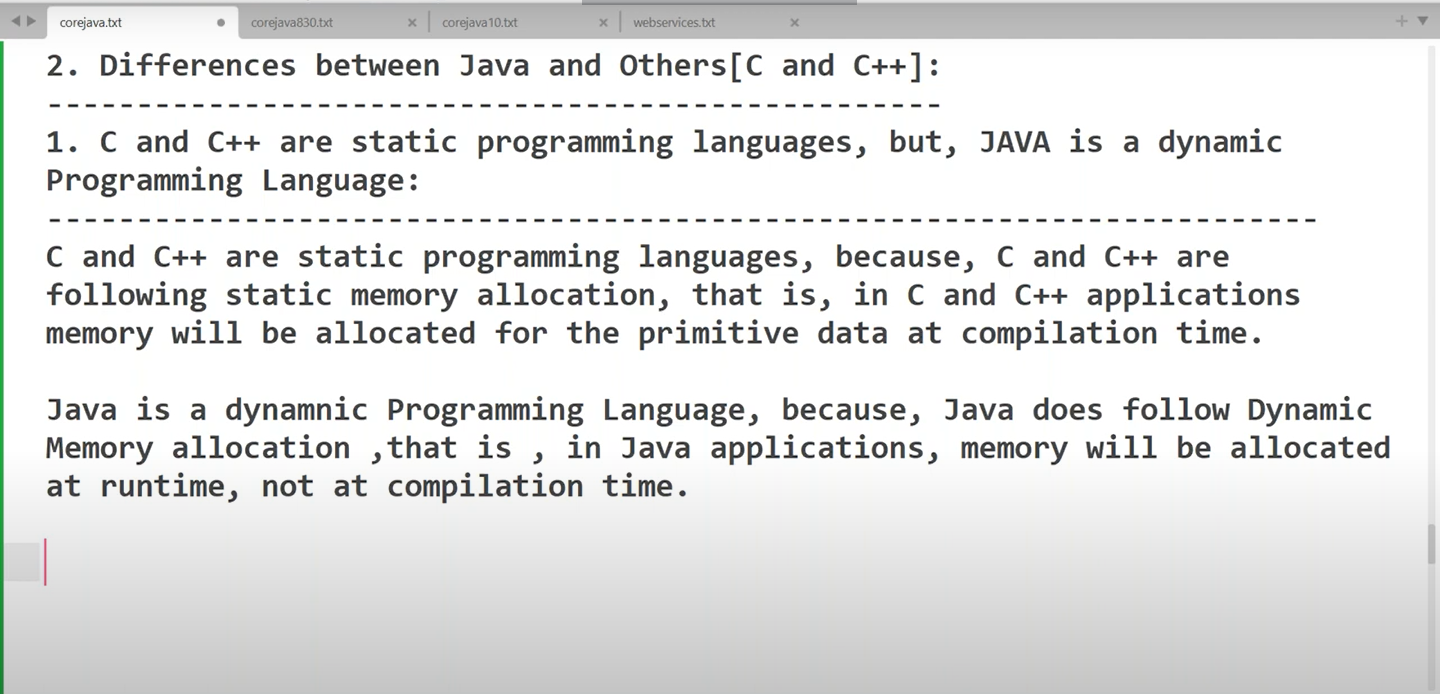 corejava.txt corejava830.txt corejava10.txt webservices.txt
2. Differences between Java and Others[C and C++]:
--------------------------------------------------
1. C and C++ are static programming languages, but, JAVA is a dynamic
Programming Language:
-----------------------------------------------------------------------
C and C++ are static programming languages, because, C and C++ are
following static memory allocation, that is, in C and C++ applications
memory will be allocated for the primitive data at compilation time.
Java is a dynamnic Programming Language, because, Java does follow Dynamic
Memory allocation ,that is , in Java applications, memory will be allocated
at runtime, not at compilation time.